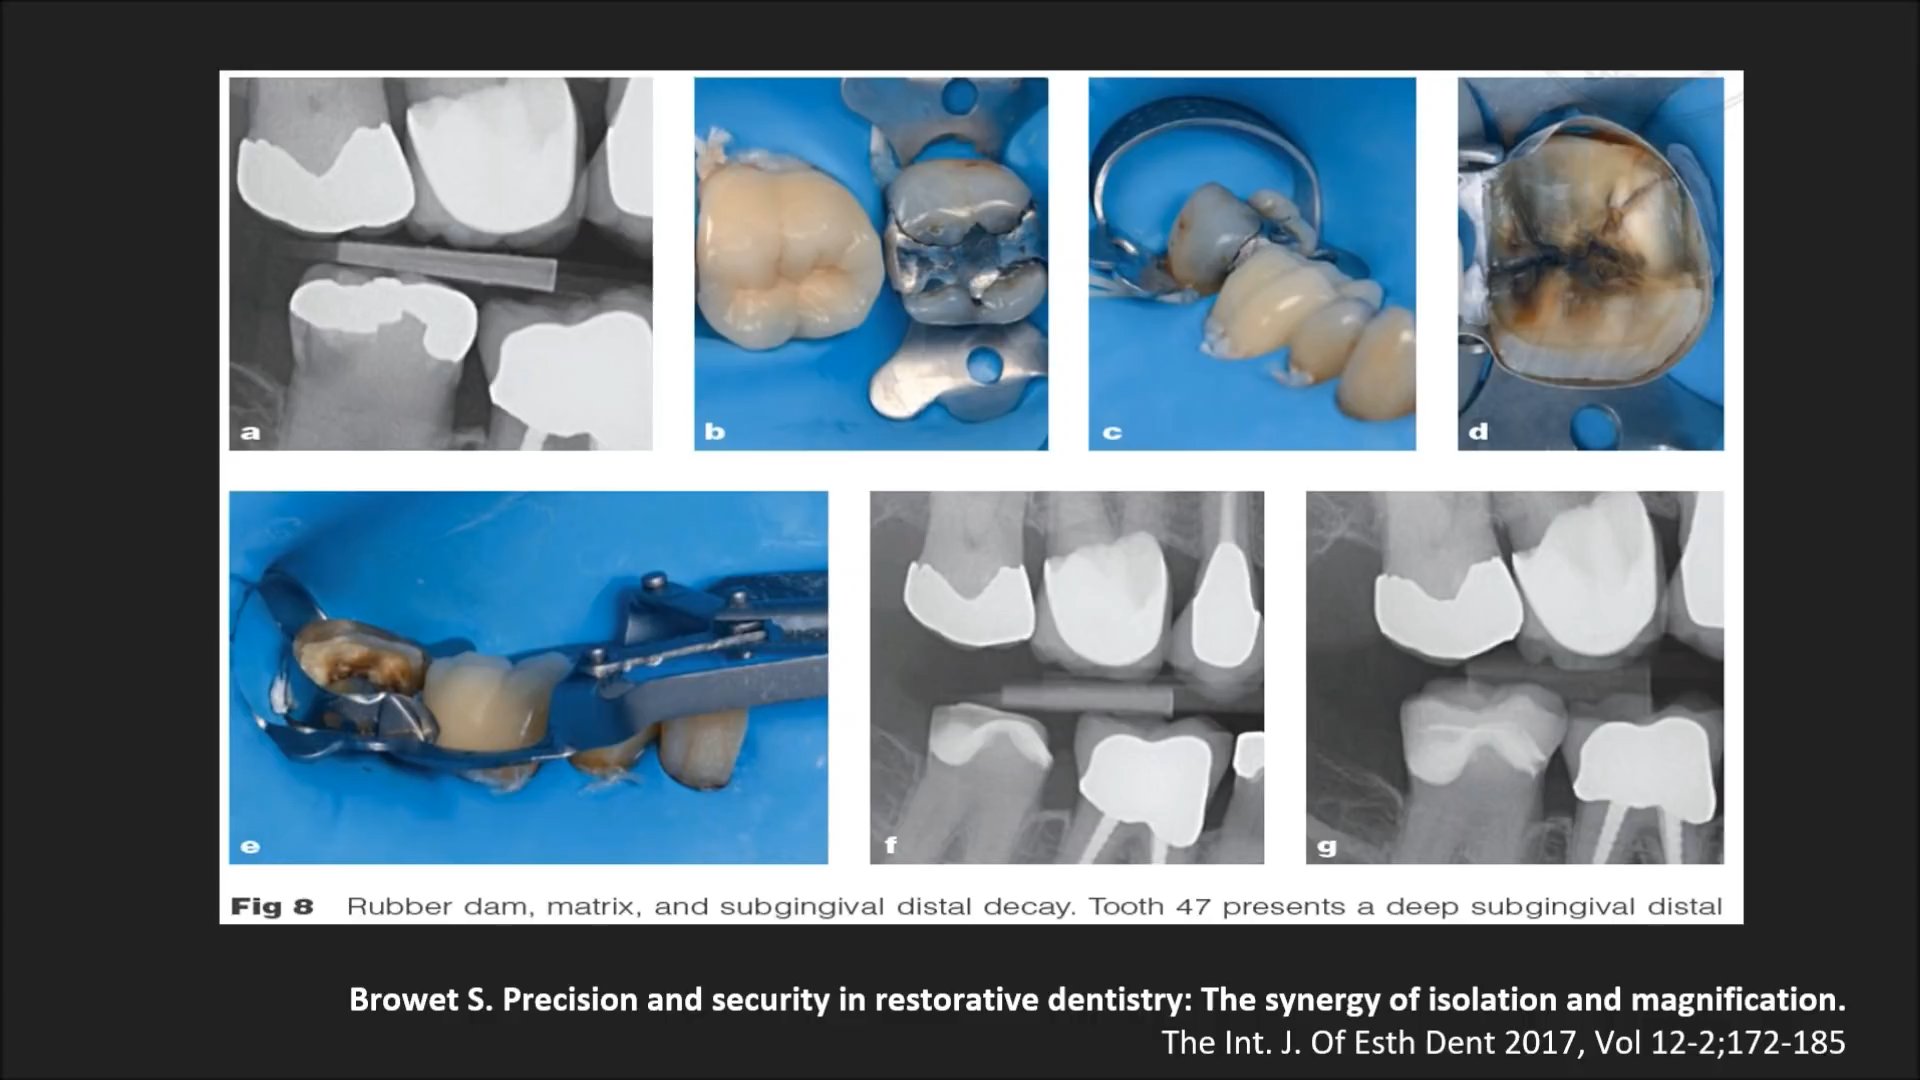 a
b
c
d
e
f
g
Fig 8 Rubber dam, matrix, and subgingival distal decay. Tooth 47 presents a deep subgingival distal
Browet S. Precision and security in restorative dentistry: The synergy of isolation and magnification.
The Int. J. Of Esth Dent 2017, Vol 12-2;172-185